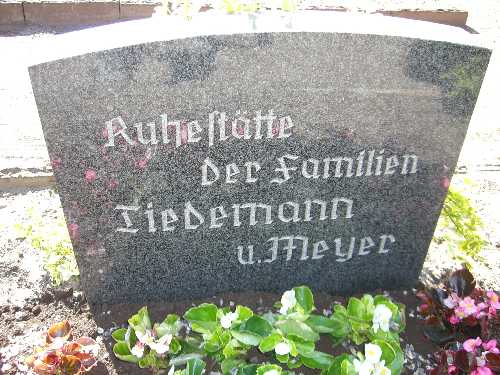 Ruheſtätte
der Familien
Tiedemann
u. Meyer